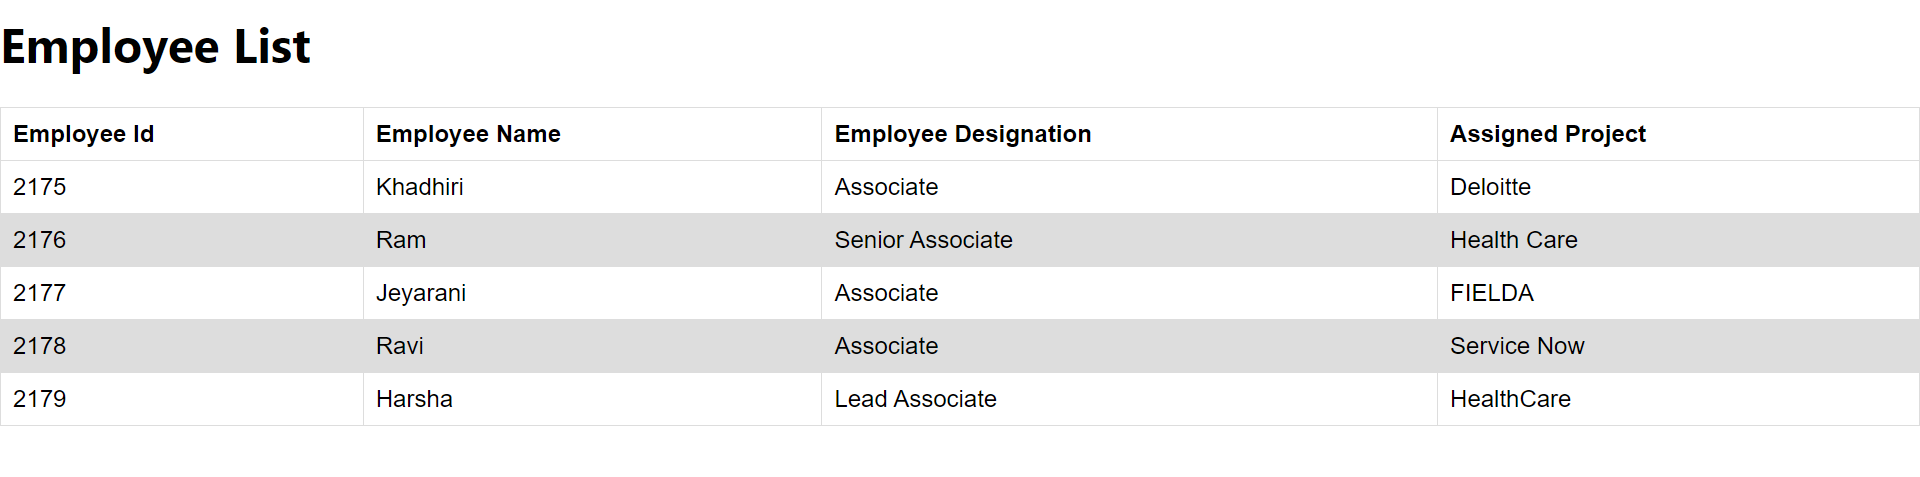 Employee List
Employee Id Employee Name Employee Designation Assigned Project
2175 Khadhiri Associate Deloitte
2176 Ram Senior Associate Health Care
2177 Jeyarani Associate FIELDA
2178 Ravi Associate Service Now
2179 Harsha Lead Associate HealthCare